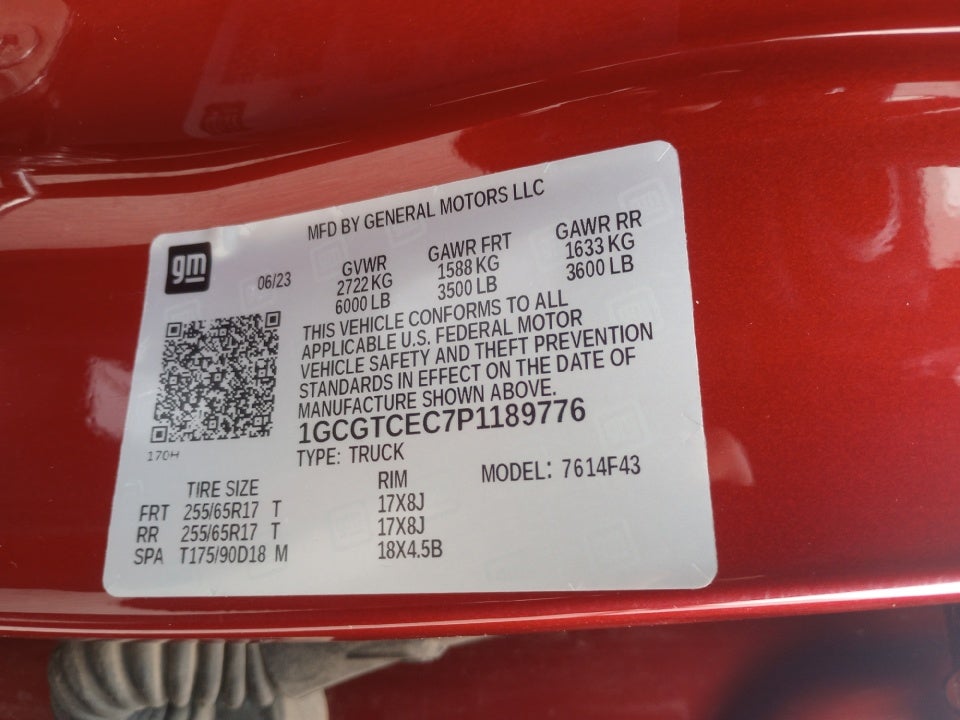 MFD BY GENERAL MOTORS LLC
gm
06/23
GVWR GAWR FRT GAWR RR
2722 KG 1588 KG 1633 KG
6000 LB 3500 LB 3600 LB
THIS VEHICLE CONFORMS TO ALL
APPLICABLE U.S. FEDERAL MOTOR
VEHICLE SAFETY AND THEFT PREVENTION
STANDARDS IN EFFECT ON THE DATE OF
MANUFACTURE SHOWN ABOVE.
1GCGTCEC7P1189776
170H
TYPE: TRUCK
MODEL: 7614F43
TIRE SIZE RIM
FRT 255/65R17 T 17X8J
RR 255/65R17 T 17X8J
SPA T175/90D18 M 18X4.5B